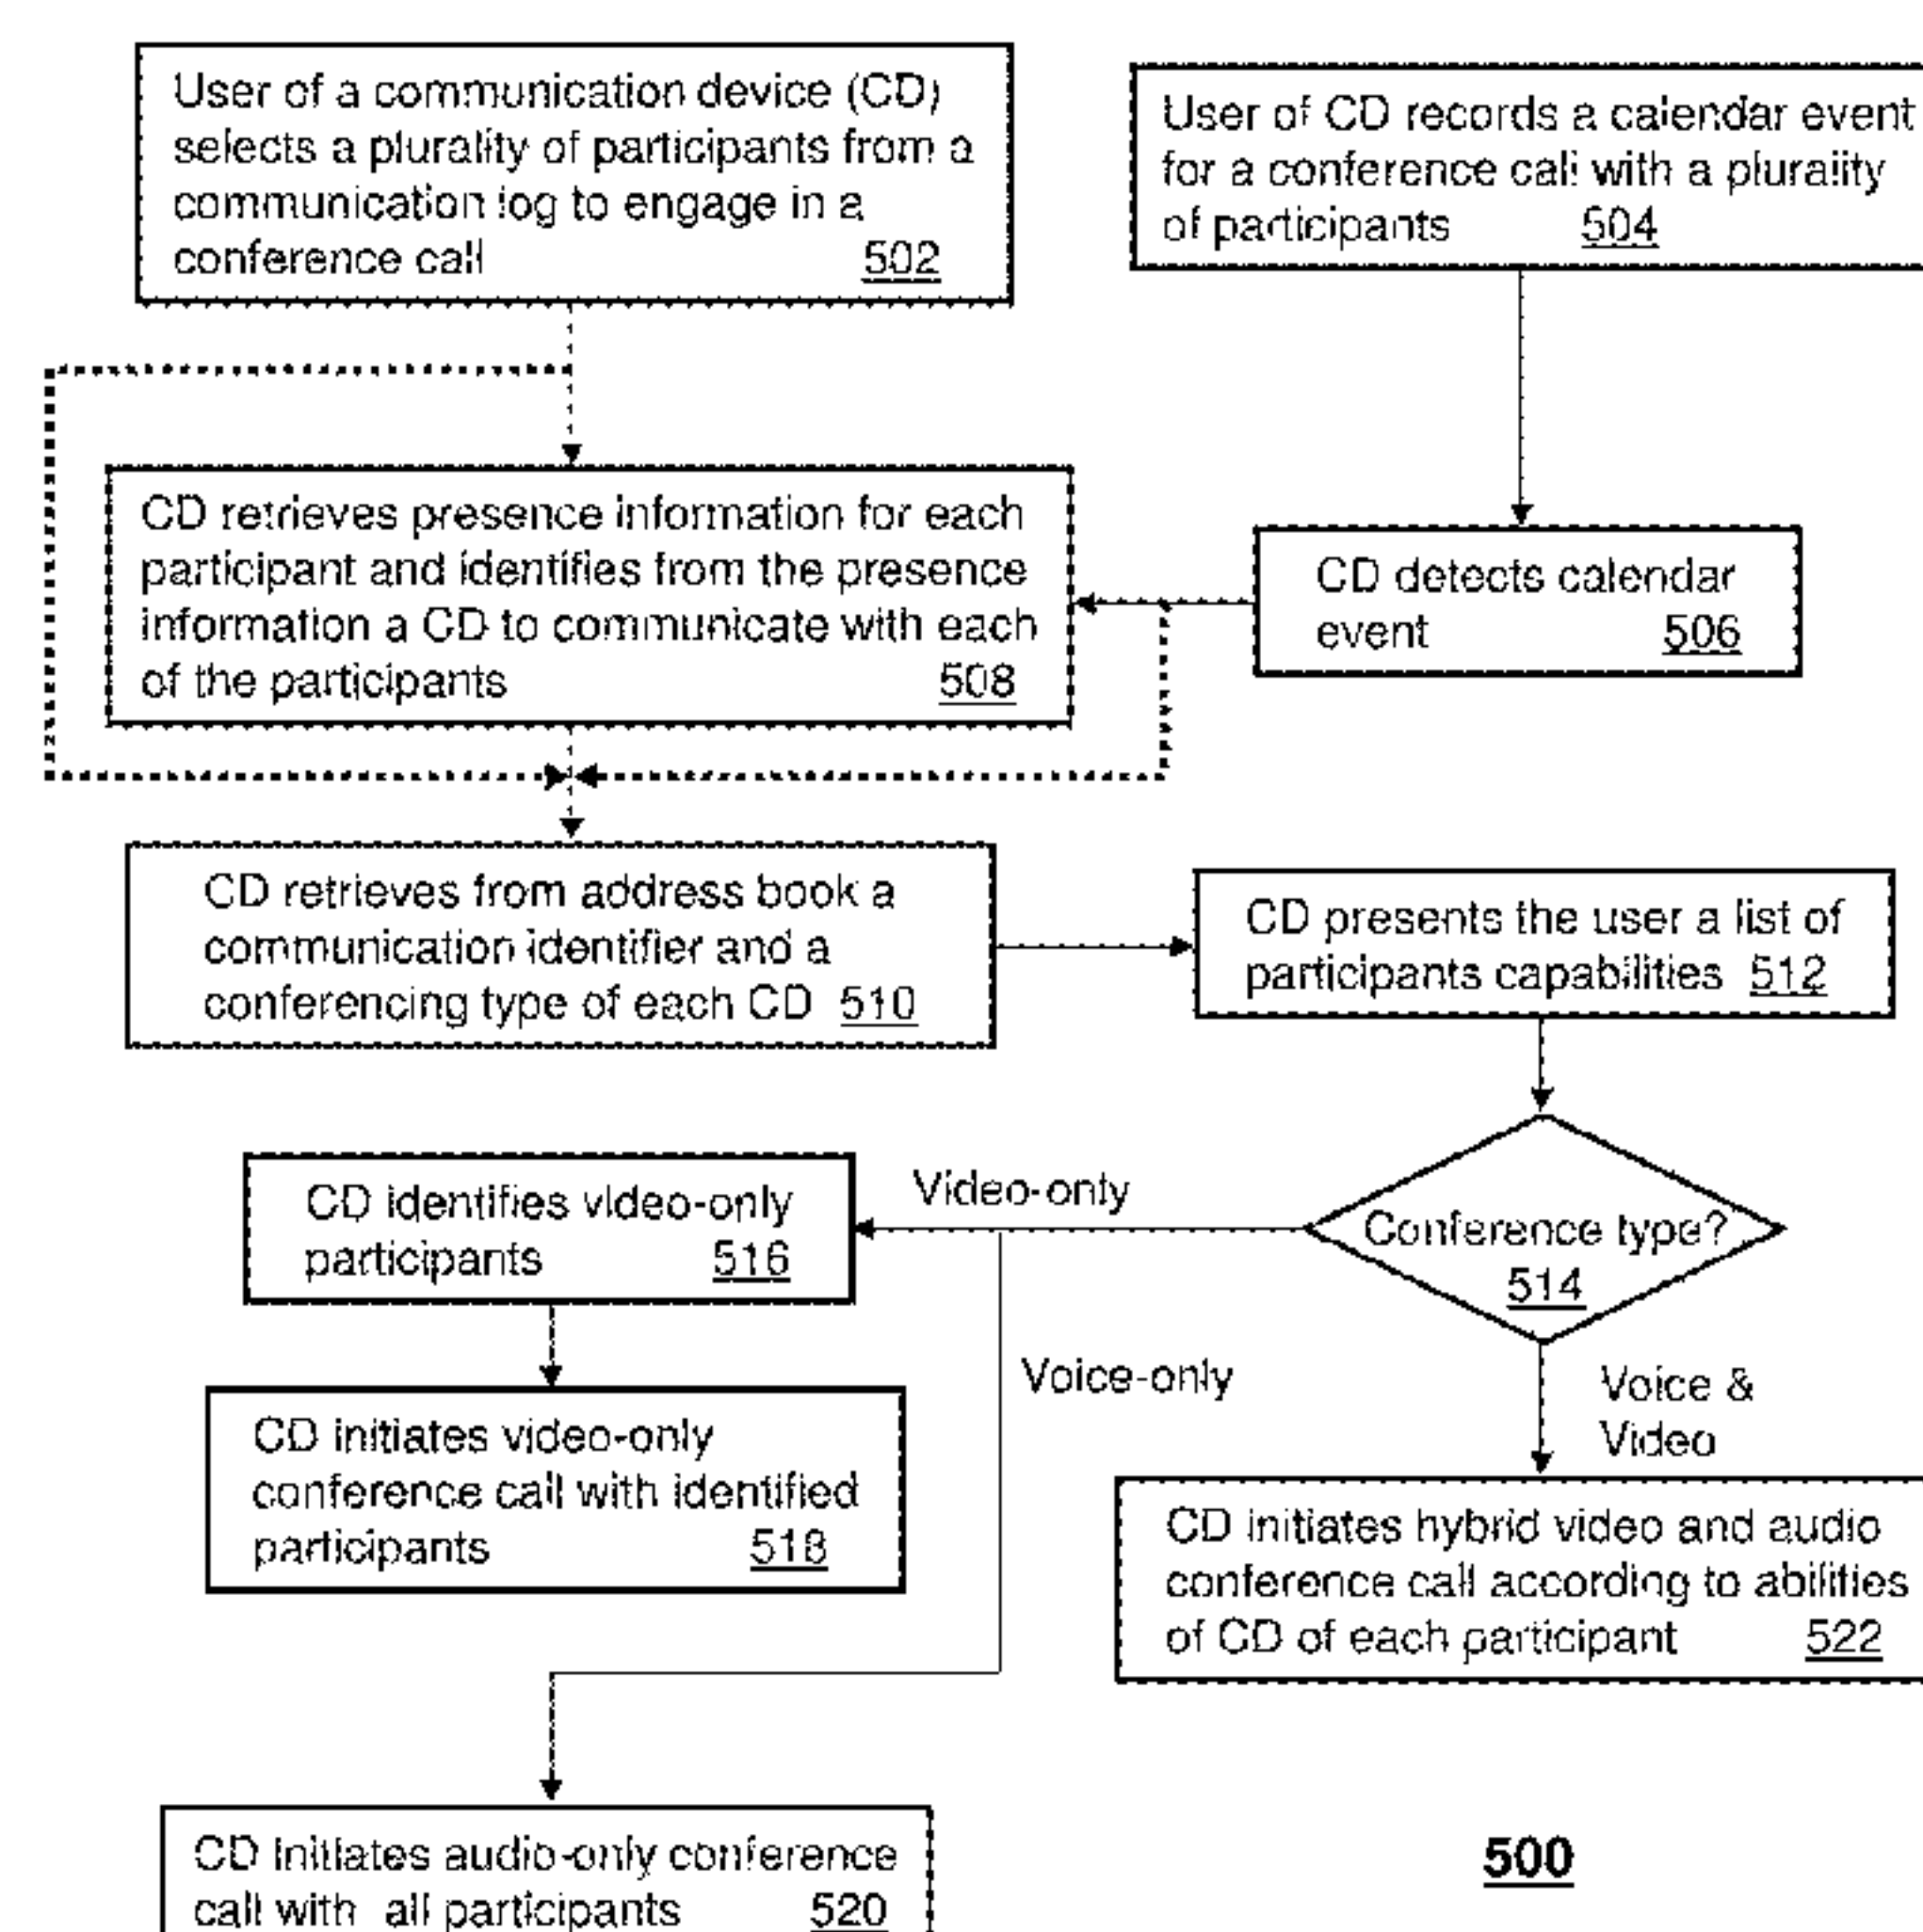 User of a communication device (CD)
selects a plurality of participants from a
communication log to engage in a
conference call 502
User of CD records a calendar event
for a conference call with a plurality
of participants 504
CD retrieves presence information for each
participant and identifies from the presence
information a CD to communicate with each
of the participants 508
CD detects calendar
event 506
CD retrieves from address book a
communication identifier and a
conferencing type of each CD 510
CD presents the user a list of
participants capabilities 512
Conference type?
514
Video-only
CD identifies video-only
participants 516
Voice-only
Voice &
Video
CD initiates video-only
conference call with identified
participants 518
CD initiates hybrid video and audio
conference call according to abilities
of CD of each participant 522
CD initiates audio-only conference
call with all participants 520
500